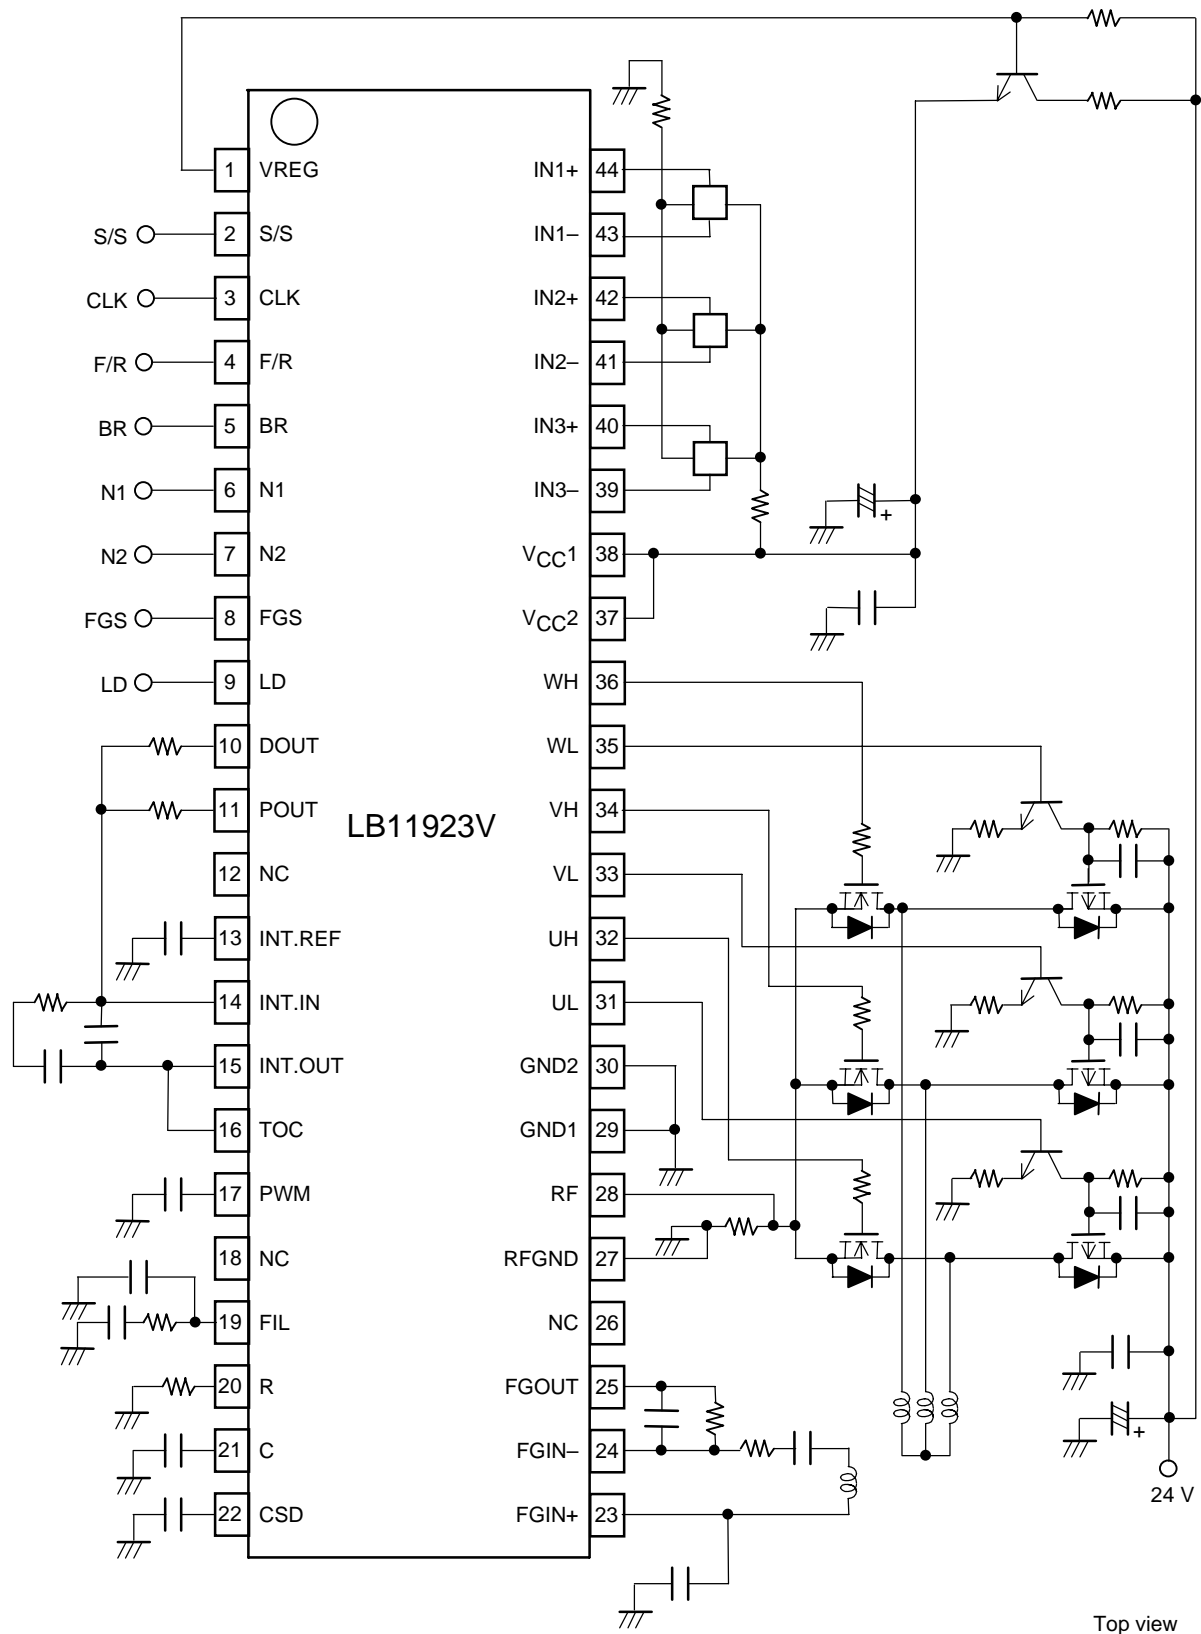 1 VREG
S/S 2 S/S
CLK 3 CLK
F/R 4 F/R
BR 5 BR
N1 6 N1
N2 7 N2
FGS 8 FGS
LD 9 LD
10 DOUT
11 POUT
12 NC
13 INT.REF
14 INT.IN
15 INT.OUT
16 TOC
17 PWM
18 NC
19 FIL
20 R
21 C
22 CSD
LB11923V
IN1+ 44
IN1– 43
IN2+ 42
IN2– 41
IN3+ 40
IN3– 39
VCC1 38
VCC2 37
WH 36
WL 35
VH 34
VL 33
UH 32
UL 31
GND2 30
GND1 29
RF 28
RFGND 27
NC 26
FGOUT 25
FGIN– 24
FGIN+ 23
+
+
24 V
Top view